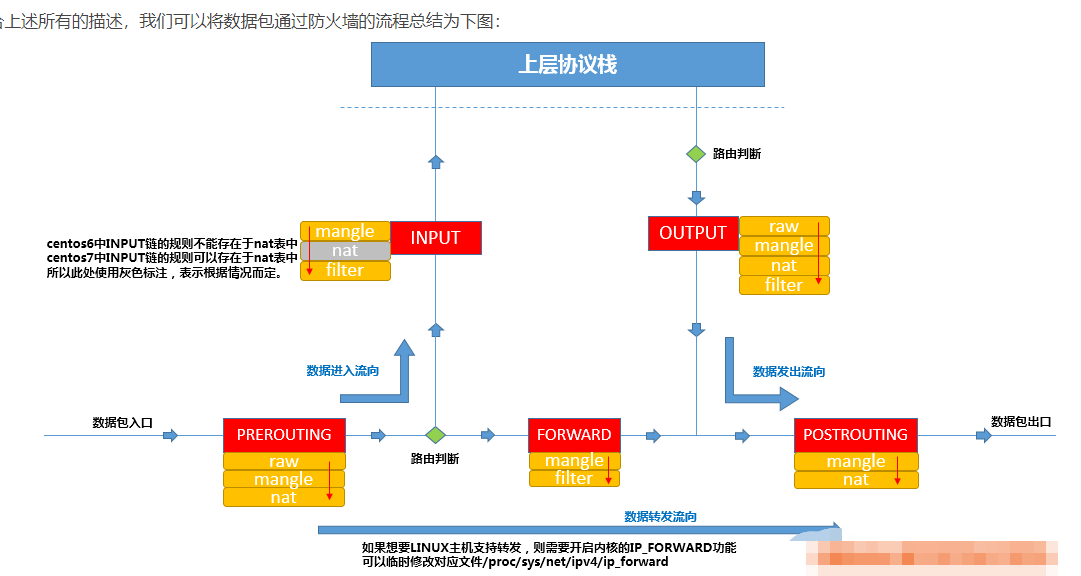 上述所有的描述，我们可以将数据包通过防火墙的流程总结为下图：
上层协议栈
路由判断
mangle
nat
filter
INPUT
OUTPUT
raw
mangle
nat
filter
centos6中INPUT链的规则不能存在于nat表中
centos7中INPUT链的规则可以存在于nat表中
所以此处使用灰色标注，表示根据情况而定。
数据进入流向
数据发出流向
数据包入口
数据包出口
PREROUTING
raw
mangle
nat
路由判断
FORWARD
mangle
filter
POSTROUTING
mangle
nat
数据转发流向
如果想要LINUX主机支持转发，则需要开启内核的IP_FORWARD功能
可以临时修改对应文件/proc/sys/net/ipv4/ip_forward